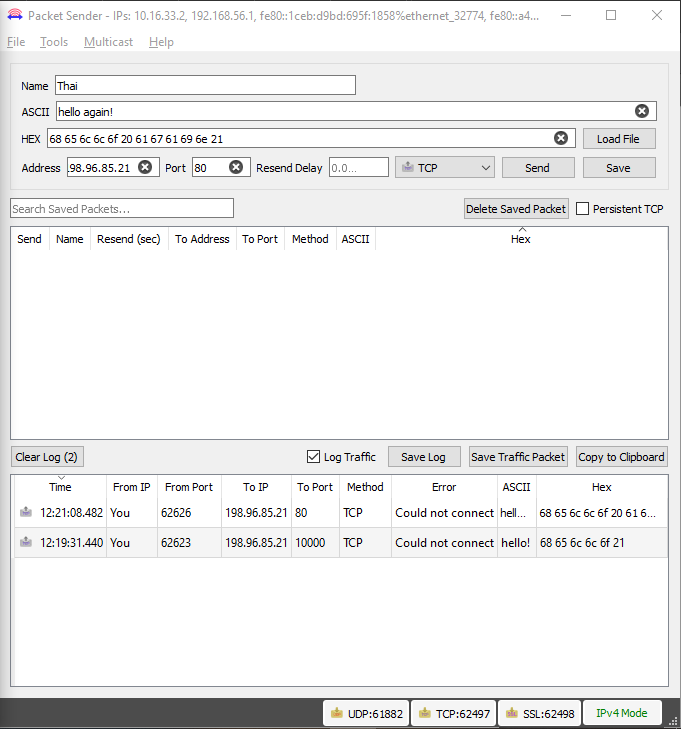 Packet Sender - IPs: 10.16.33.2, 192.168.56.1, fe80::1ceb:d9bd:695f:1858%ethernet_32774, fe80::a4...
File Tools Multicast Help
Name Thai
ASCII hello again!
HEX 68 65 6c 6c 6f 20 61 67 61 69 6e 21 Load File
Address 98.96.85.21 Port 80 Resend Delay 0.0... TCP Send Save
Search Saved Packets... Delete Saved Packet Persistent TCP
Send Name Resend (sec) To Address To Port Method ASCII Hex
Clear Log (2) Log Traffic Save Log Save Traffic Packet Copy to Clipboard
Time From IP From Port To IP To Port Method Error ASCII Hex
12:21:08.482 You 62626 198.96.85.21 80 TCP Could not connect hell... 68 65 6c 6c 6f 20 61 6...
12:19:31.440 You 62623 198.96.85.21 10000 TCP Could not connect hello! 68 65 6c 6c 6f 21
UDP:61882 TCP:62497 SSL:62498 IPv4 Mode